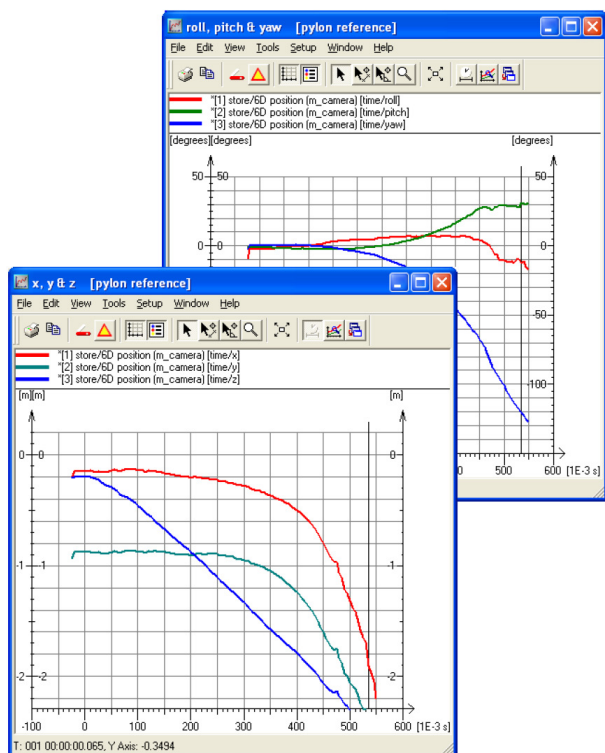 roll, pitch & yaw [pylon reference]
File Edit View Tools Setup Window Help
"[1] store/6D position (m_camera) [time/roll]
"[2] store/6D position (m_camera) [time/pitch]
"[3] store/6D position (m_camera) [time/yaw]
[degrees][degrees] [degrees]
50 50 50
0 0 0
-50
-100
00 500 600 [1E-3 s]
x, y & z [pylon reference]
File Edit View Tools Setup Window Help
"[1] store/6D position (m_camera) [time/x]
"[2] store/6D position (m_camera) [time/y]
"[3] store/6D position (m_camera) [time/z]
[m][m] [m]
0 0 0
-1 -1 -1
-2 -2 -2
-100 0 100 200 300 400 500 600 [1E-3 s]
T: 001 00:00:00.065, Y Axis: -0.3494